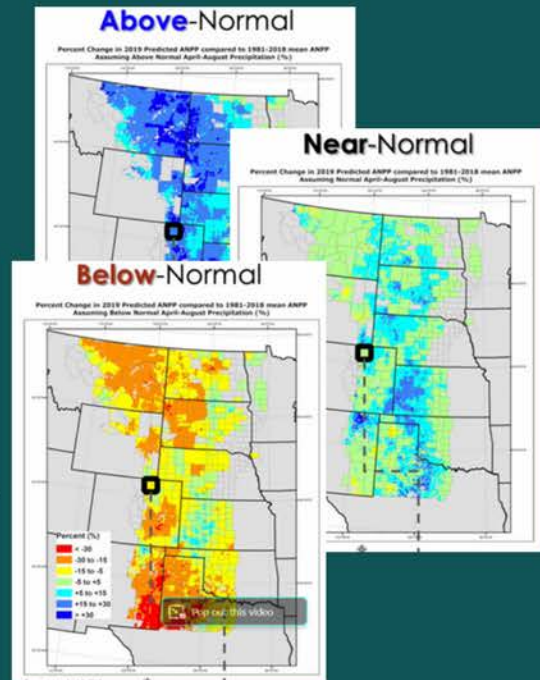 Above-Normal
Percent Change in 2019 Predicted ANPP compared to 1981-2018 mean ANPP
Assuming Above Normal April-August Precipitation (%)
Near-Normal
Percent Change in 2019 Predicted ANPP compared to 1981-2018 mean ANPP
Assuming Normal April-August Precipitation (%)
Below-Normal
Percent Change in 2019 Predicted ANPP compared to 1981-2018 mean ANPP
Assuming Below Normal April-August Precipitation (%)
Percent (%)
< -30
-30 to -15
-15 to -5
-5 to +5
+5 to +15
+15 to +30
> +30
Pop out this video